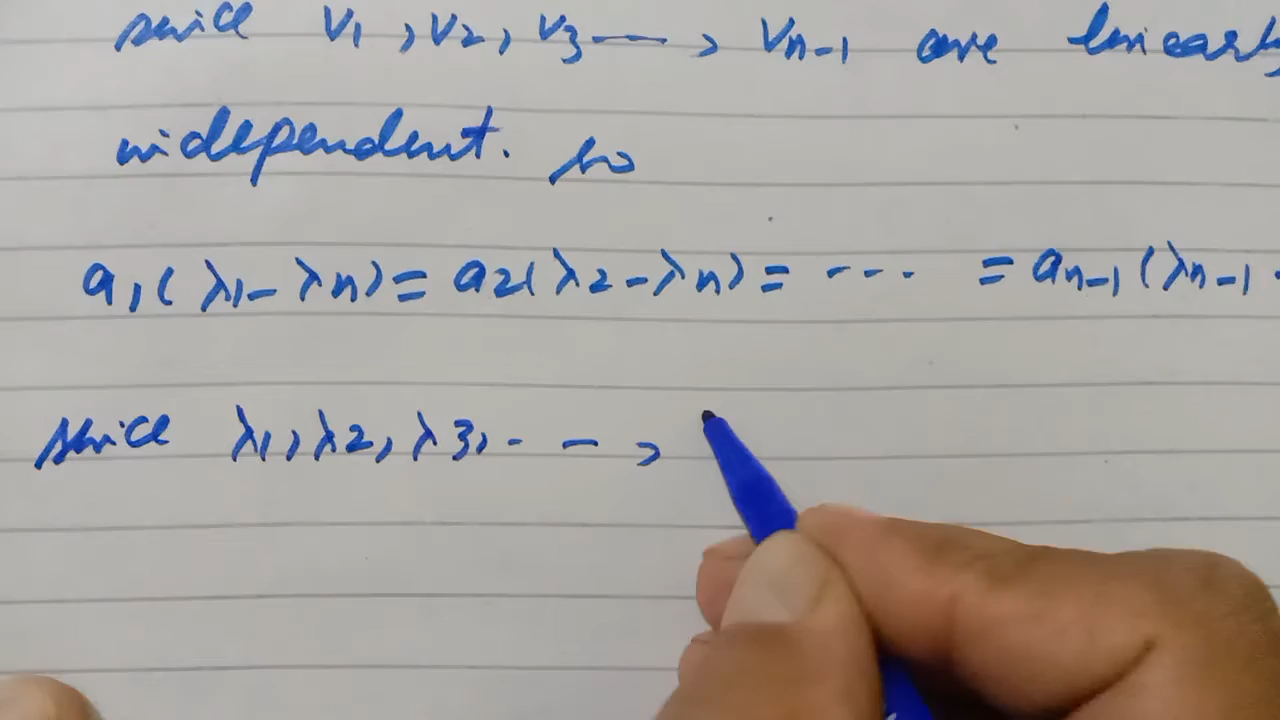 since v1, v2, v3 — — , vn-1 are linearly
independent. so
a1(λ1-λn) = a2(λ2-λn) = ---- = an-1(λn-1 -
since λ1, λ2, λ3, - - ,